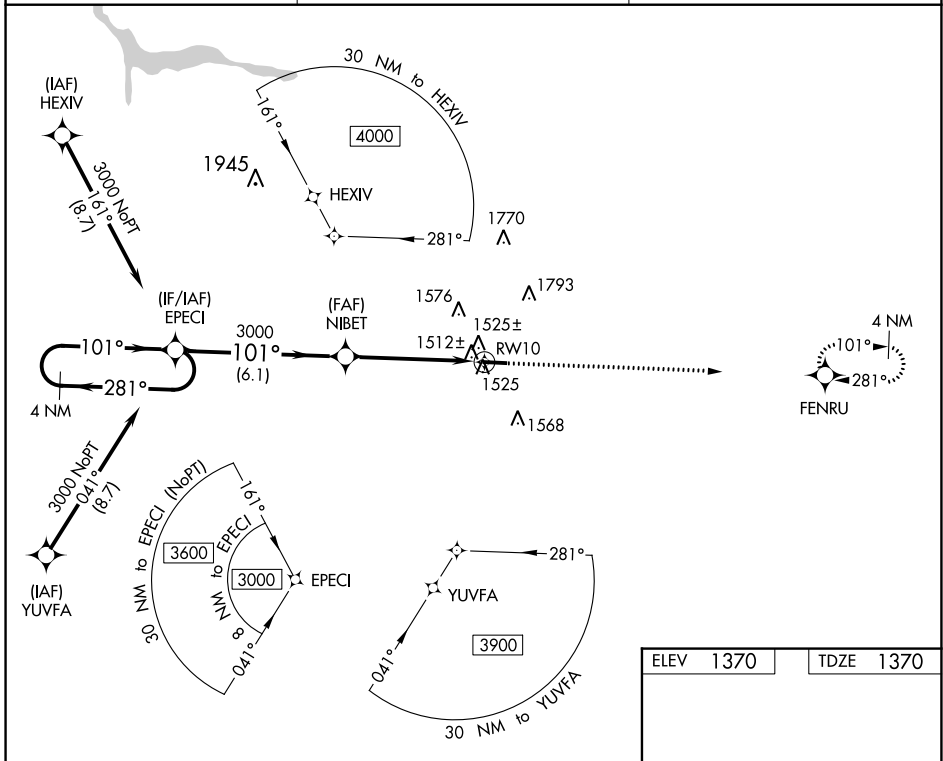 (IAF)
HEXIV
3000 NoPT
161°
(8.7)
30 NM to HEXIV
161°
4000
HEXIV
281°
1945
1770
1793
1576
1525±
1512±
RW10
1525
1568
(IF/IAF)
EPECI
101°
281°
4 NM
3000
101°
(6.1)
(FAF)
NIBET
4 NM
101°
281°
FENRU
3000 NoPT
041°
(8.7)
(IAF)
YUVFA
30 NM to EPECI (NoPT)
161°
3600
8 NM to EPECI
3000
EPECI
041°
281°
YUVFA
3900
041°
30 NM to YUVFA
ELEV 1370
TDZE 1370